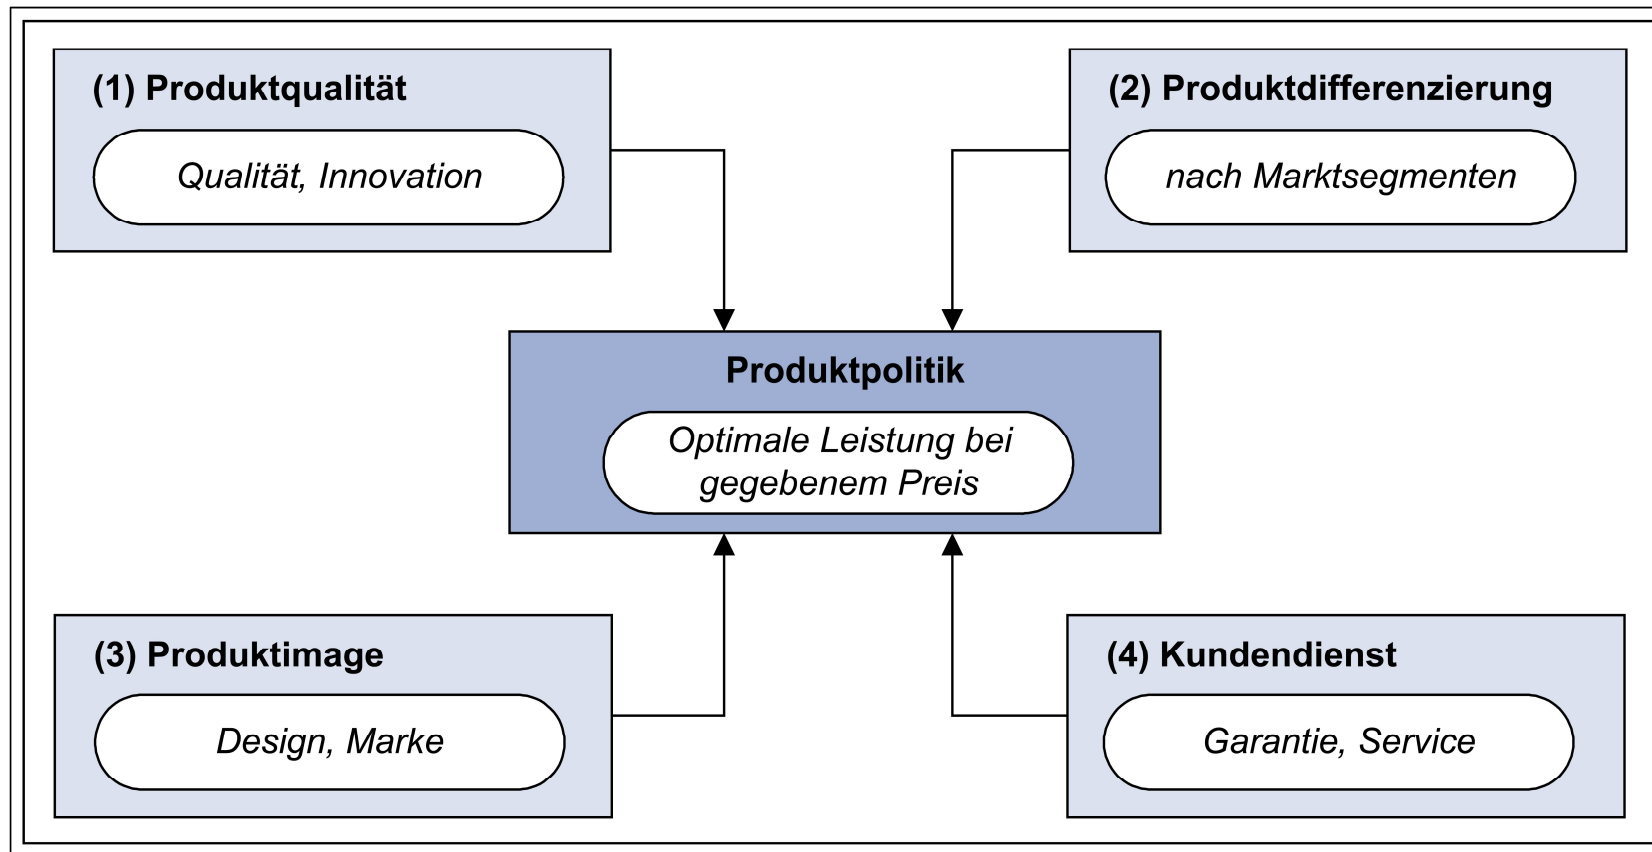 (1) Produktqualität
Qualität, Innovation
(2) Produktdifferenzierung
nach Marktsegmenten
Produktpolitik
Optimale Leistung bei
gegebenem Preis
(3) Produktimage
Design, Marke
(4) Kundendienst
Garantie, Service